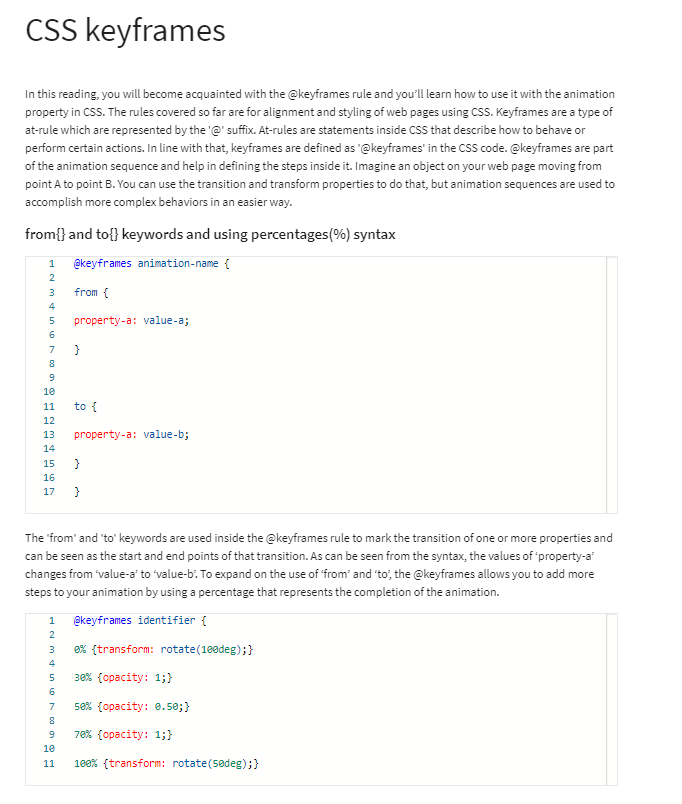 CSS keyframes
In this reading, you will become acquainted with the @keyframes rule and you'll learn how to use it with the animation
property in CSS. The rules covered so far are for alignment and styling of web pages using CSS. Keyframes are a type of
at-rule which are represented by the '@' suffix. At-rules are statements inside CSS that describe how to behave or
perform certain actions. In line with that, keyframes are defined as '@keyframes' in the CSS code. @keyframes are part
of the animation sequence and help in defining the steps inside it. Imagine an object on your web page moving from
point A to point B. You can use the transition and transform properties to do that, but animation sequences are used to
accomplish more complex behaviors in an easier way.
from{} and to{} keywords and using percentages(%) syntax
1 @keyframes animation-name {
2
3 from {
4
5 property-a: value-a;
6
7 }
8
9
10
11 to {
12
13 property-a: value-b;
14
15 }
16
17 }
The 'from' and 'to' keywords are used inside the @keyframes rule to mark the transition of one or more properties and
can be seen as the start and end points of that transition. As can be seen from the syntax, the values of 'property-a'
changes from 'value-a' to 'value-b'. To expand on the use of 'from' and 'to', the @keyframes allows you to add more
steps to your animation by using a percentage that represents the completion of the animation.
1 @keyframes identifier {
2
3 0% {transform: rotate(100deg);}
4
5 30% {opacity: 1;}
6
7 50% {opacity: 0.50;}
8
9 70% {opacity: 1;}
10
11 100% {transform: rotate(50deg);}